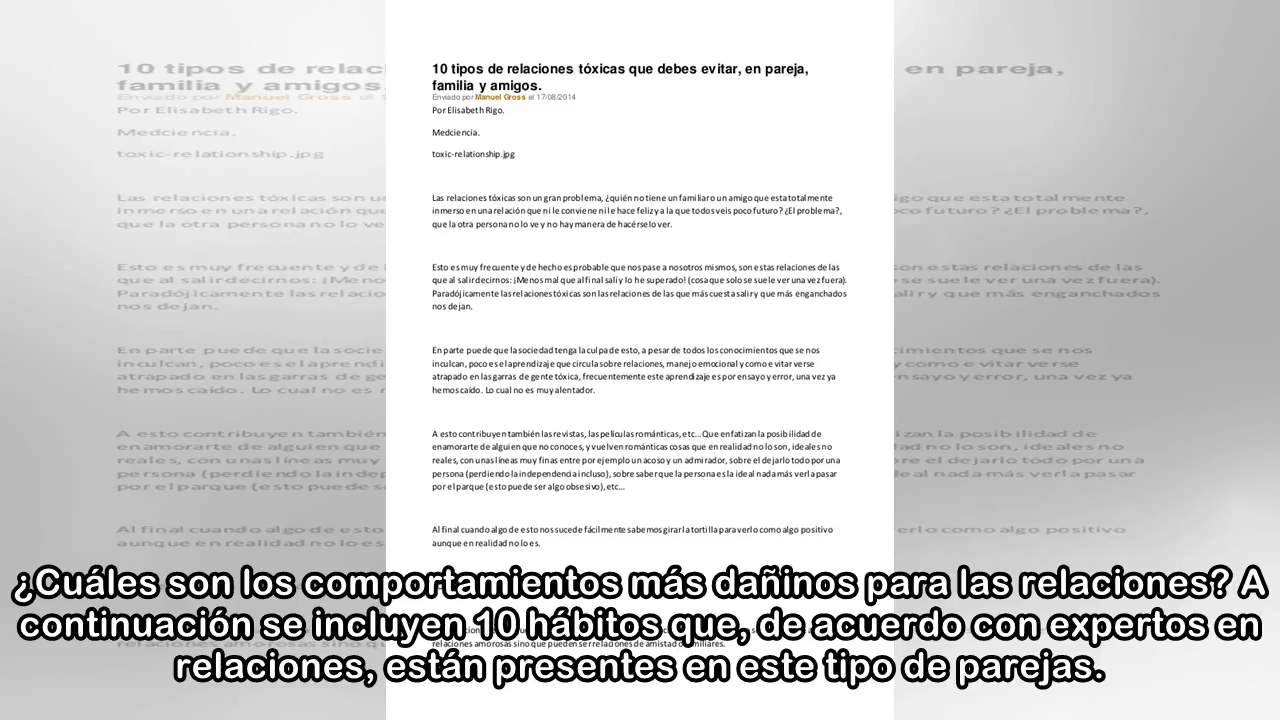 10 tipos de relaciones tóxicas que debes evitar, en pareja,
familia y amigos.
Enviado por Manuel Gross el 17/08/2014
Por Elisabeth Rigo.
Medciencia.
toxic-relationship.jpg
Las relaciones tóxicas son un gran problema, ¿quién no tiene un familiar o un amigo que esta totalmente
inmerso en una relación que ni le conviene ni le hace feliz y a la que todos veis poco futuro? ¿El problema?,
que la otra persona no lo ve y no hay manera de hacérselo ver.
Esto es muy frecuente y de hecho es probable que nos pase a nosotros mismos, son estas relaciones de las
que al salir decirnos: ¡Menos mal que al final salí y lo he superado! (cosa que solo se suele ver una vez fuera).
Paradójicamente las relaciones tóxicas son las relaciones de las que más cuesta salir y que más enganchados
nos dejan.
En parte puede que la sociedad tenga la culpa de esto, a pesar de todos los conocimientos que se nos
inculcan, poco es el aprendizaje que circula sobre relaciones, manejo emocional y como evitar verse
atrapado en las garras de gente tóxica, frecuentemente este aprendizaje es por ensayo y error, una vez ya
hemos caído. Lo cual no es muy alentador.
A esto contribuyen también las revistas, las películas románticas, etc… Que enfatizan la posibilidad de
enamorarte de alguien que no conoces, y vuelven románticas cosas que en realidad no lo son, ideales no
reales, con unas líneas muy finas entre por ejemplo un acoso y un admirador, sobre el dejarlo todo por una
persona (perdiendo la independencia incluso), sobre saber que la persona es la ideal nada más verla pasar
por el parque (esto puede ser algo obsesivo), etc…
Al final cuando algo de esto nos sucede fácilmente sabemos girar la tortilla para verlo como algo positivo
aunque en realidad no lo es.
relaciones amorosas sino que pueden ser relaciones de amistad o familiares.
¿Cuáles son los comportamientos más dañinos para las relaciones? A
continuación se incluyen 10 hábitos que, de acuerdo con expertos en
relaciones, están presentes en este tipo de parejas.